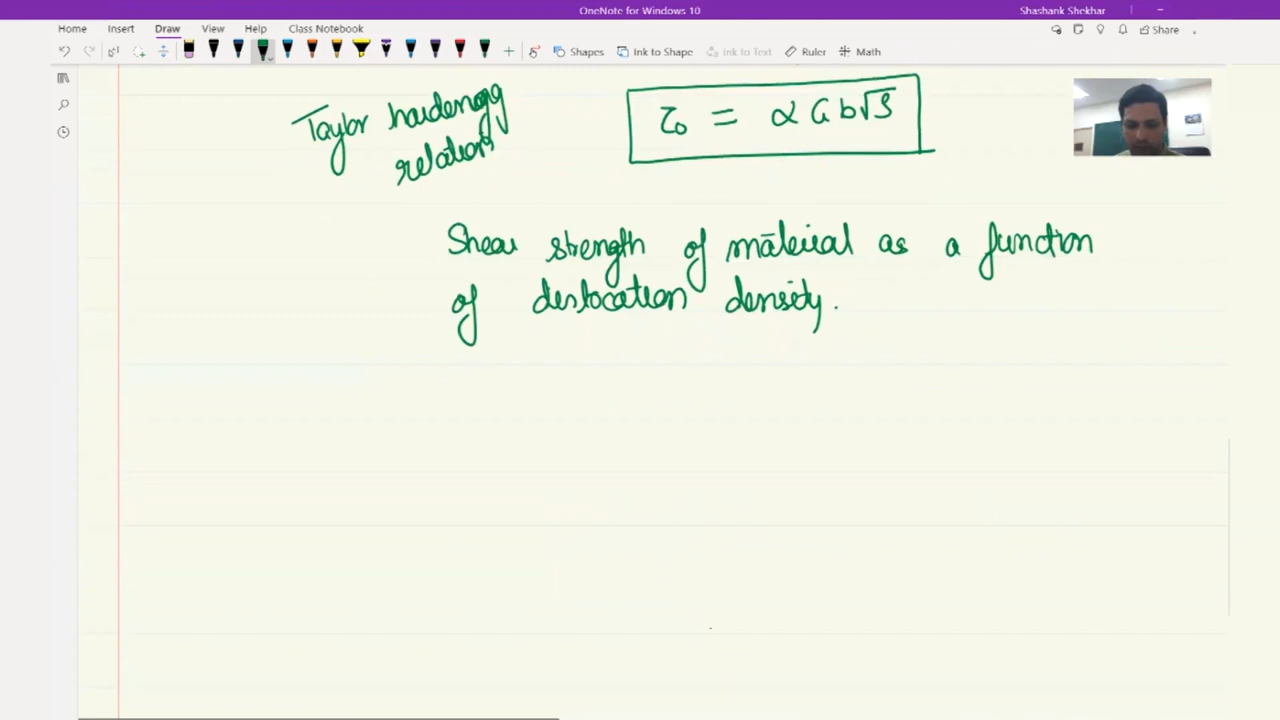 OneNote for Windows 10
Shashank Shekhar
Home Insert Draw View Help Class Notebook
Share
Shapes Ink to Shape Ink to Text Ruler Math
Taylor hardening
relation
τ₀ = α G b √ρ
Shear strength of material as a function
of dislocation density.